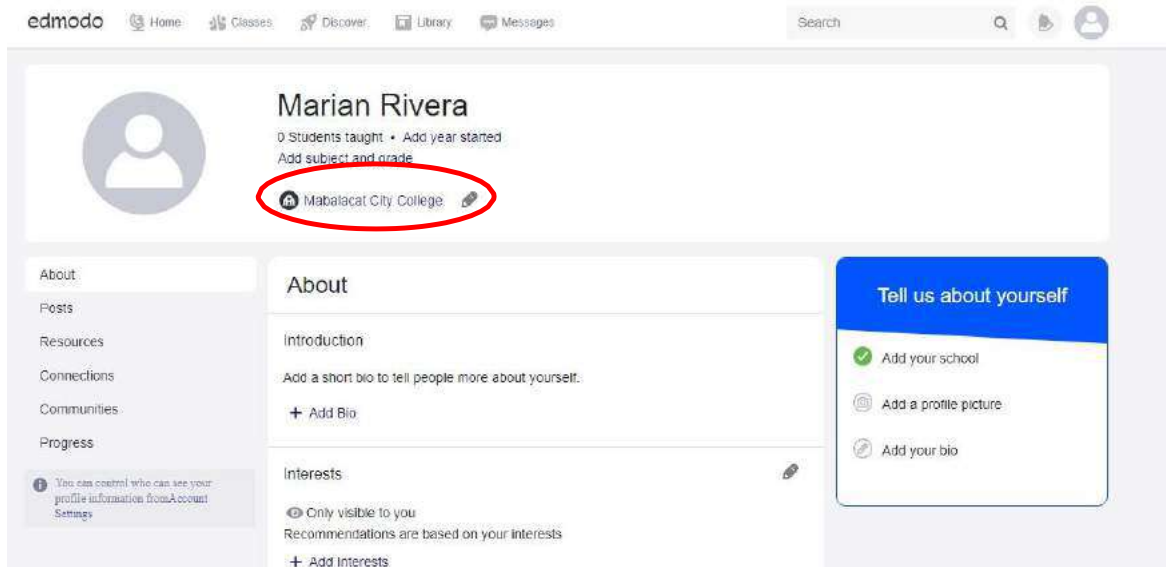 edmodo Home Classes Discover Library Messages Search
Marian Rivera
0 Students taught • Add year started
Add subject and grade
Mabalacat City College
About
Posts
Resources
Connections
Communities
Progress
You can control who can see your
profile information fromAccount
Settings
About
Introduction
Add a short bio to tell people more about yourself.
+ Add Bio
Interests
Only visible to you
Recommendations are based on your interests
+ Add Interests
Tell us about yourself
Add your school
Add a profile picture
Add your bio